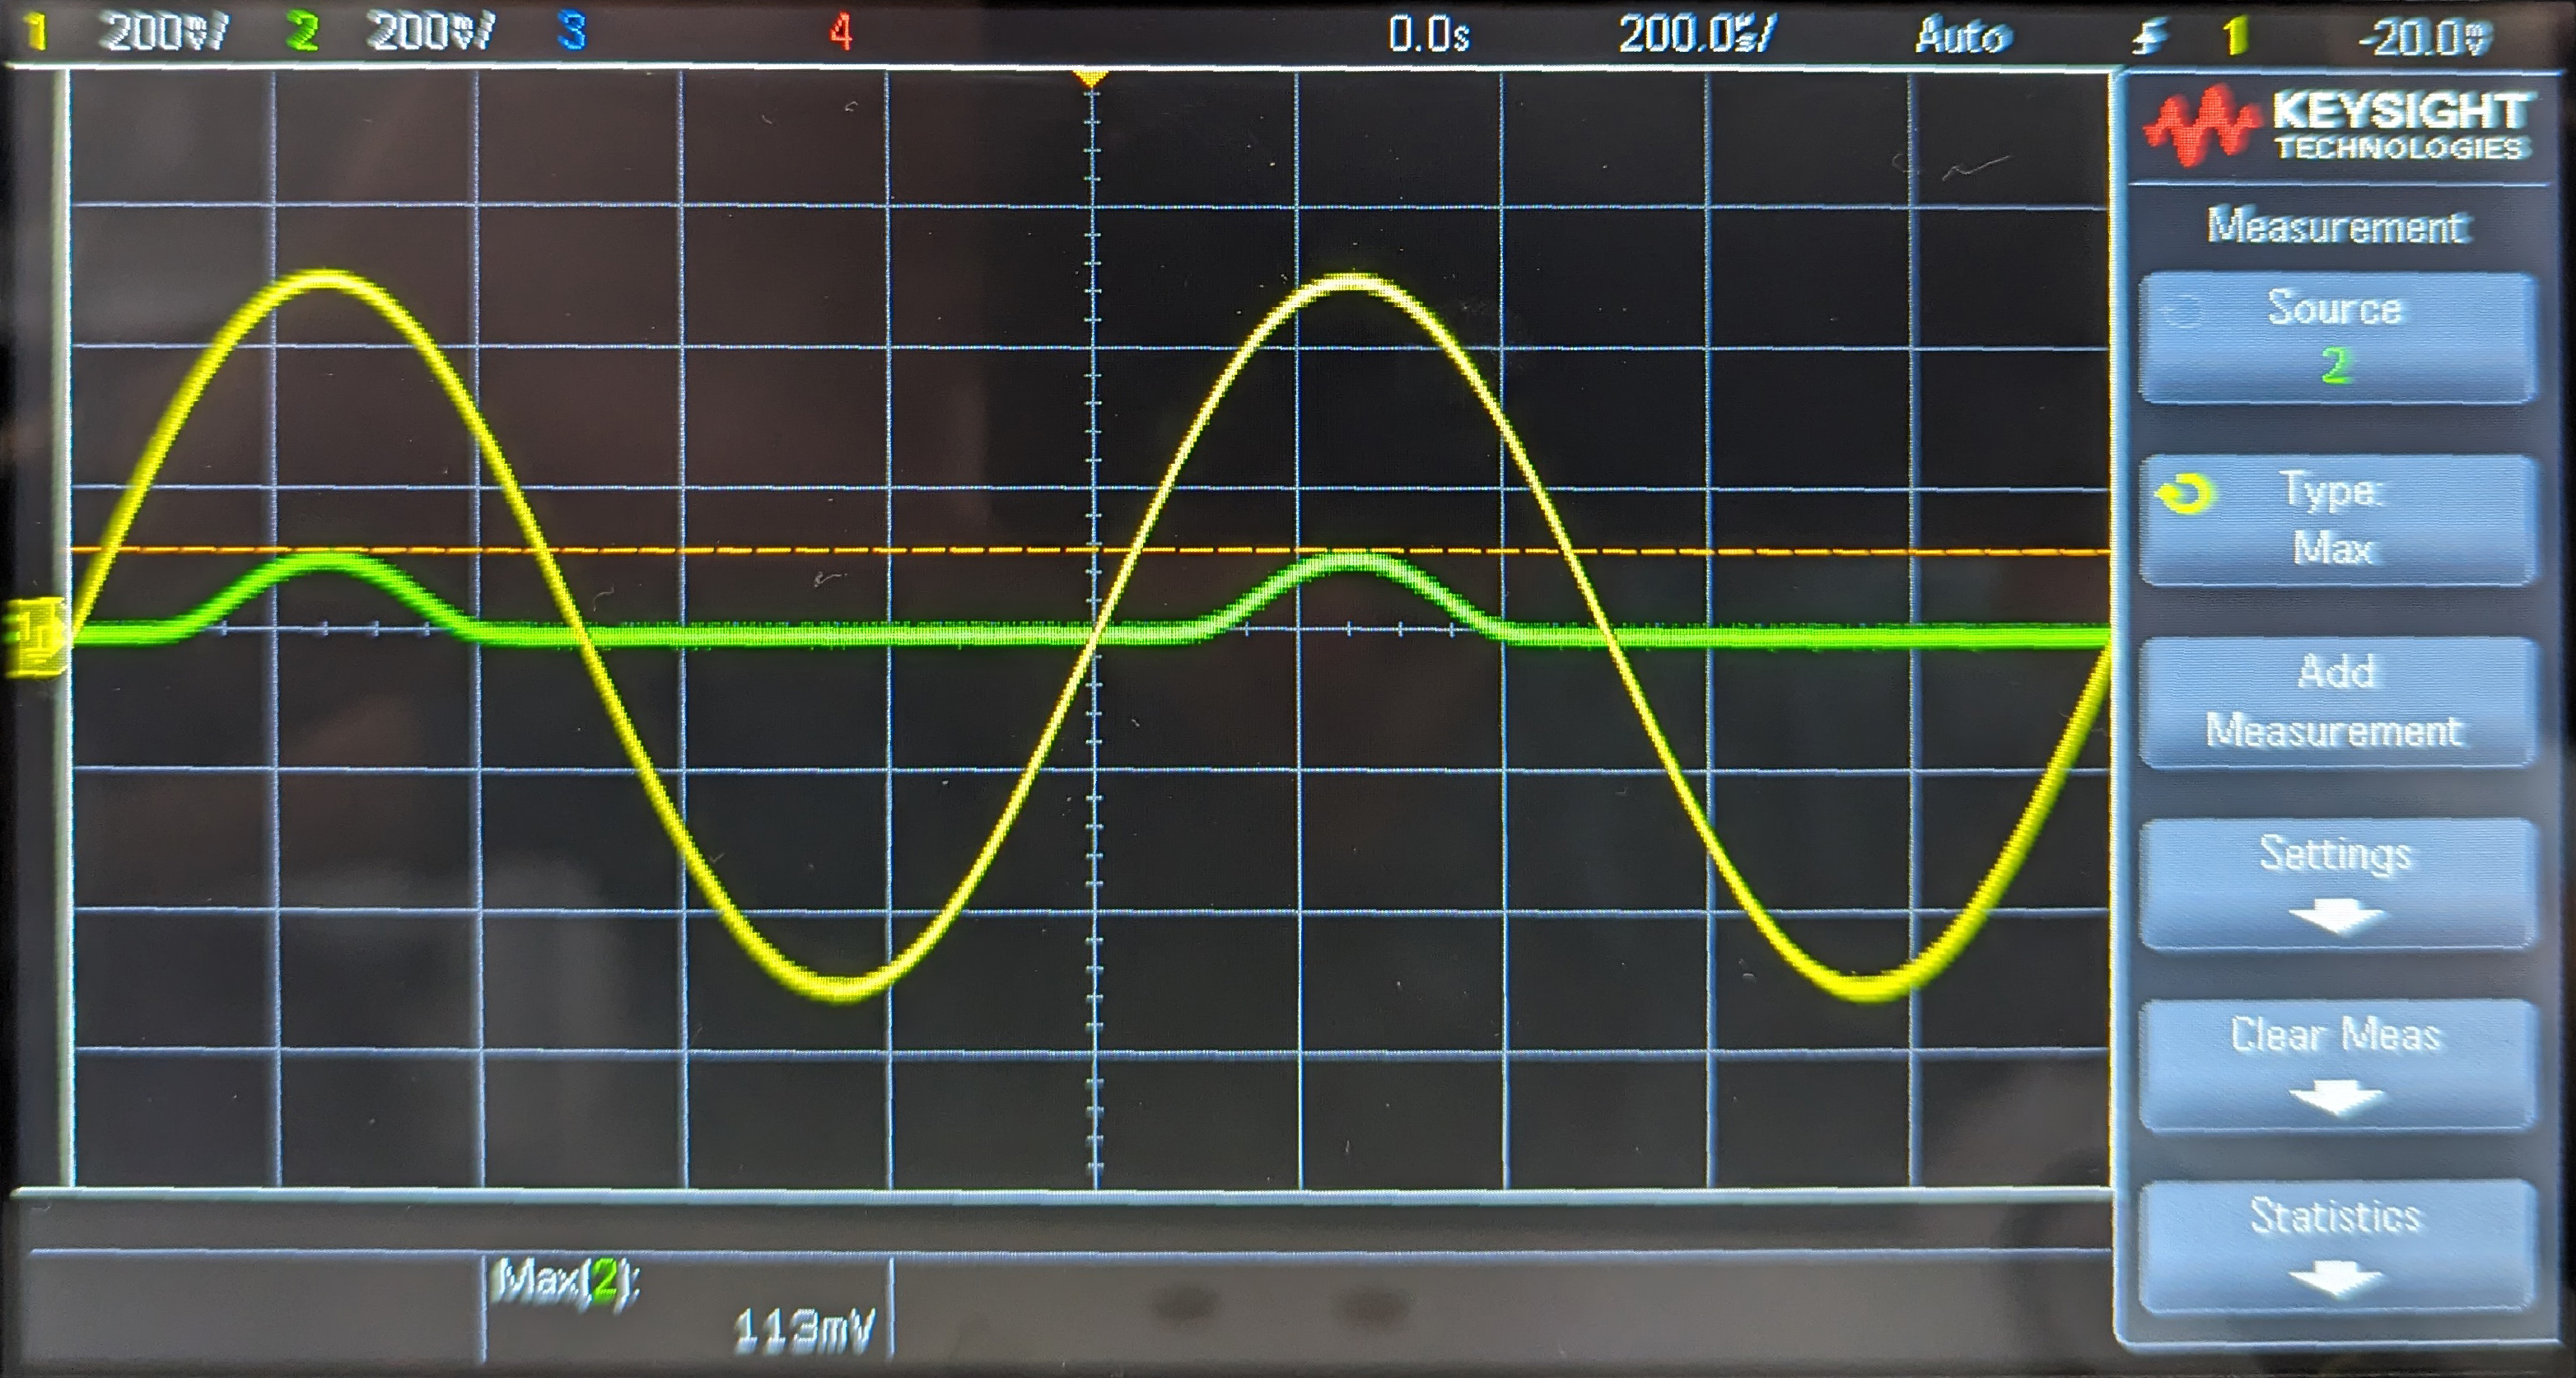 1 200mV/ 2 200mV/ 3 4 0.0s 200.0µs/ Auto 1 -20.0mV
KEYSIGHT
TECHNOLOGIES
Measurement
Source
2
Type:
Max
Add
Measurement
Settings
Clear Meas
Statistics
Max(2):
113mV